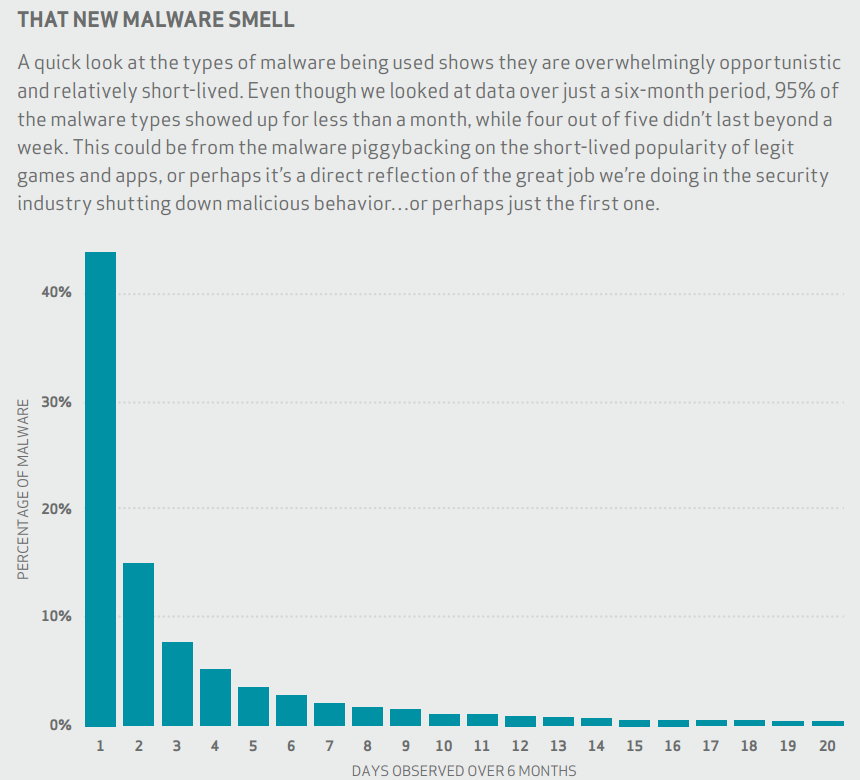 THAT NEW MALWARE SMELL
A quick look at the types of malware being used shows they are overwhelmingly opportunistic
and relatively short-lived. Even though we looked at data over just a six-month period, 95% of
the malware types showed up for less than a month, while four out of five didn’t last beyond a
week. This could be from the malware piggybacking on the short-lived popularity of legit
games and apps, or perhaps it’s a direct reflection of the great job we’re doing in the security
industry shutting down malicious behavior…or perhaps just the first one.
40%
30%
20%
10%
0%
PERCENTAGE OF MALWARE
1 2 3 4 5 6 7 8 9 10 11 12 13 14 15 16 17 18 19 20
DAYS OBSERVED OVER 6 MONTHS